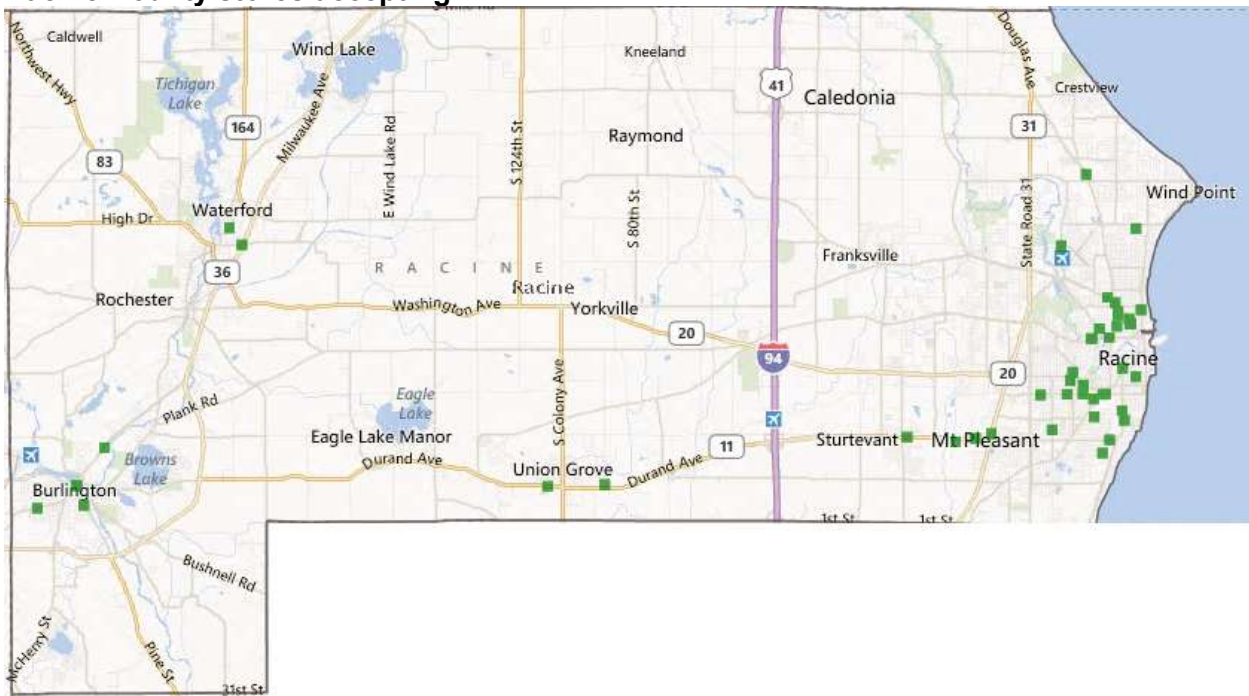 Caldwell
Wind Lake
Kneeland
Douglas Ave
Crestview
Northwest Hwy
Tichigan
Lake
Milwaukee Ave
164
83
E Wind Lake Rd
S 124th St
Raymond
S 80th St
41
Caledonia
31
State Road 31
Wind Point
Waterford
High Dr
36
RACINE
Racine
Franksville
Rochester
Washington Ave
Yorkville
20
94
20
Racine
Plank Rd
Eagle
Lake
S Colony Ave
Eagle Lake Manor
Durand Ave
Union Grove
Durand Ave
11
Sturtevant
Mt Pleasant
Browns
Lake
Burlington
1st St
1st St
Bushnell Rd
McHenry St
Pine St
31st St